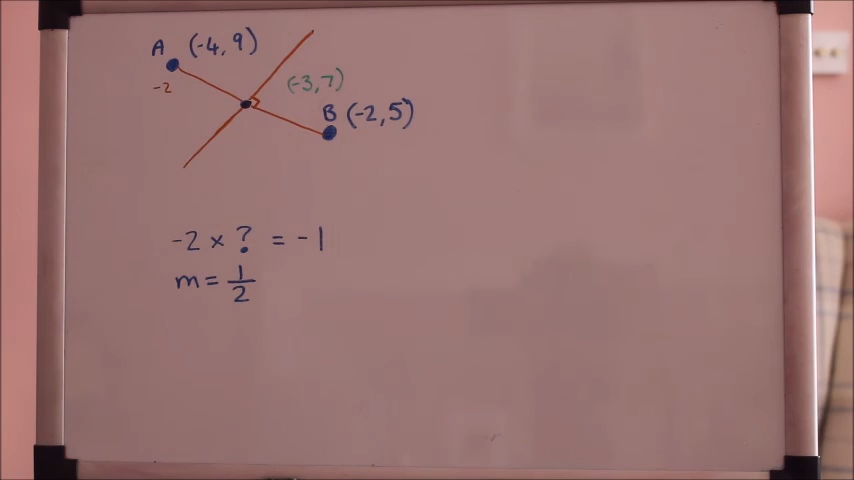 A (-4, 9)
-2
(-3, 7)
B (-2, 5)
-2 × ? = -1
m = 1/2